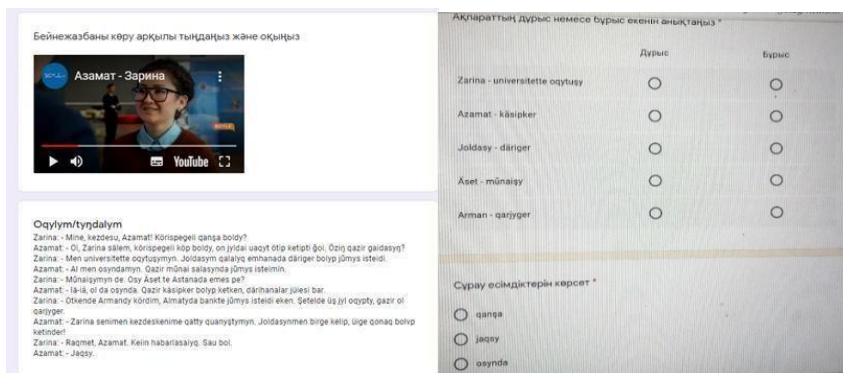 Бейнежазбаны көру арқылы тыңдаңыз және оқыңыз
Азамат - Зарина
YouTube
Oqylym/tyŋdalym
Zarina: - Mine, kezdesu, Azamat! Körispegeli qanşa boldy?
Azamat: - Oi, Zarina sälem, körispegeli köp boldy, on jyldai uaqyt ötip ketipti ğoi. Öziŋ qazir qaidasyŋ?
Zarina: - Men universitette oqytuşymyn. Joldasym qalalyq emhanada däriger bolyp jūmys isteidi.
Azamat: - Al men osyndamyn. Qazir mūnai salasynda jūmys isteimin.
Zarina: - Mūnaişymyn de. Osy Äset te Astanada emes pe?
Azamat: - Iä-iä, ol da osynda. Qazir käsipker bolyp ketken, därihanalar jüiesi bar.
Zarina: - Ötkende Armandy kördim, Almatyda bankte jūmys isteidi eken. Şetelde üş jyl oqypty, gazir ol
qarjyger.
Azamat: - Zarina senimen kezdeskenime qatty quanyştymyn. Joldasyŋmen birge kelip, üige qonaq bolyp
ketiŋder!
Zarina: - Raqmet, Azamat. Keiin habarlasaiyq. Sau bol.
Azamat: - Jaqsy.
Ақпараттың дұрыс немесе бұрыс екенін анықтаңыз *
Дұрыс Бұрыс
Zarina - universitette oqytuşy
Azamat - käsipker
Joldasy - däriger
Äset - mūnaişy
Arman - qarjyger
Сұрау есімдіктерін көрсет *
qanşa
jaqsy
osynda